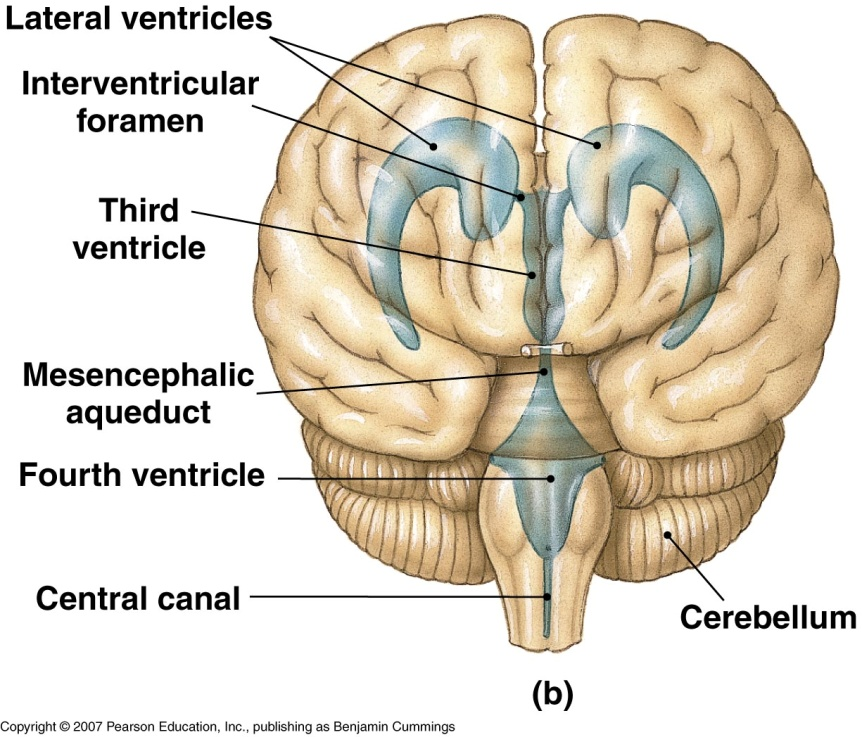 Lateral ventricles
Interventricular
foramen
Third
ventricle
Mesencephalic
aqueduct
Fourth ventricle
Central canal
Cerebellum
(b)
Copyright © 2007 Pearson Education, Inc., publishing as Benjamin Cummings